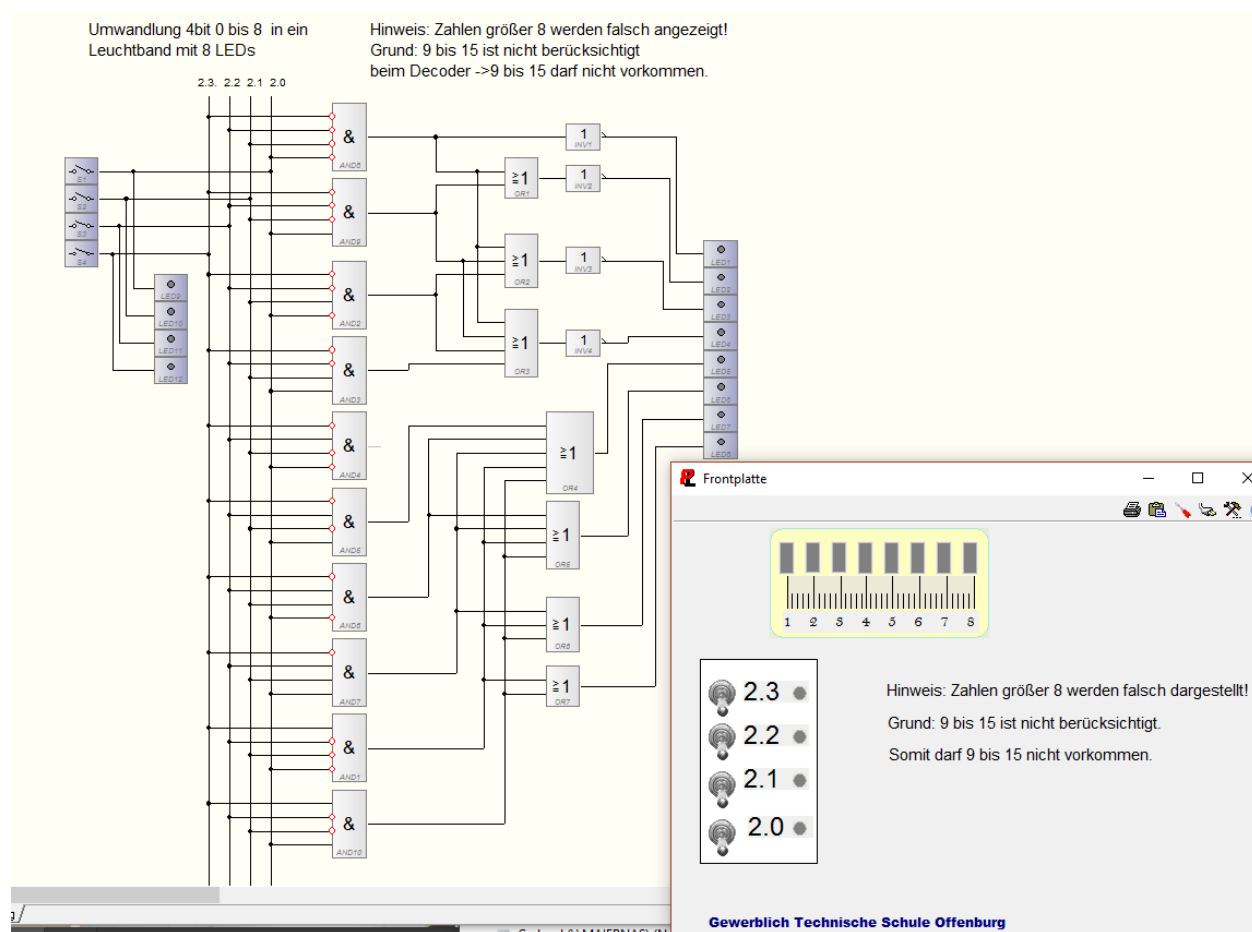 Umwandlung 4bit 0 bis 8 in ein
Leuchtband mit 8 LEDs
Hinweis: Zahlen größer 8 werden falsch angezeigt!
Grund: 9 bis 15 ist nicht berücksichtigt
beim Decoder ->9 bis 15 darf nicht vorkommen.
2.3. 2.2 2.1 2.0
S1
S2
S3
S4
LED9
LED10
LED11
LED12
&
&
AND9
&
AND2
&
AND3
&
AND4
&
&
&
AND7
&
AND1
&
AND10
≥1
OR1
≥1
OR2
≥1
OR3
≥1
OR4
≥1
≥1
≥1
OR7
1
INV1
1
INV2
1
INV3
1
INV4
LED1
LED2
LED3
LED4
LED5
LED6
LED7
LED8
Frontplatte
1 2 3 4 5 6 7 8
2.3
2.2
2.1
2.0
Hinweis: Zahlen größer 8 werden falsch dargestellt!
Grund: 9 bis 15 ist nicht berücksichtigt.
Somit darf 9 bis 15 nicht vorkommen.
Gewerblich Technische Schule Offenburg